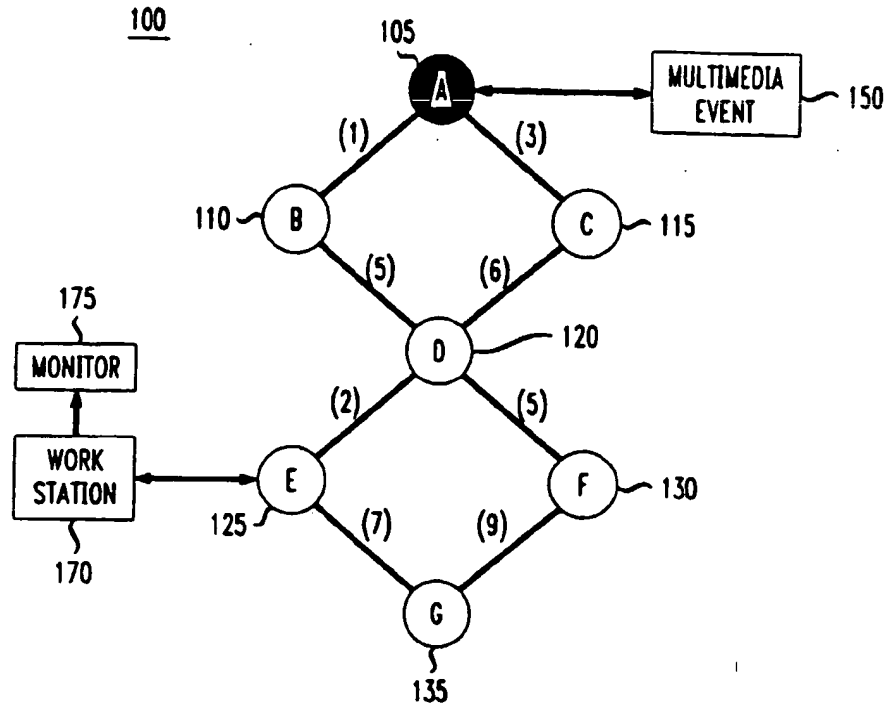 100
105
A
MULTIMEDIA
EVENT
150
(1)
(3)
110
B
C
115
(5)
(6)
175
MONITOR
D
120
(2)
(5)
WORK
STATION
E
F
130
125
170
(7)
(9)
G
135